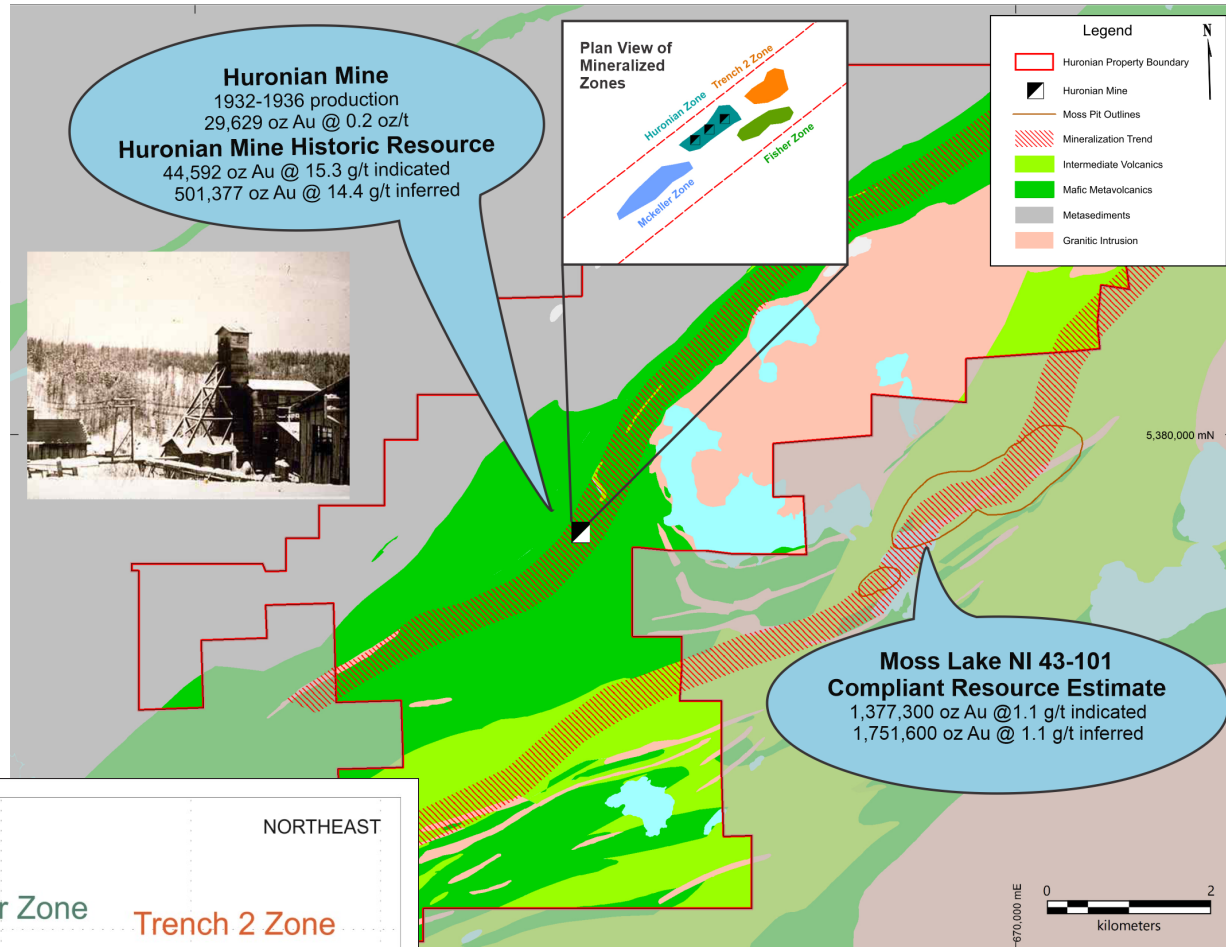 Huronian Mine
1932-1936 production
29,629 oz Au @ 0.2 oz/t
Huronian Mine Historic Resource
44,592 oz Au @ 15.3 g/t indicated
501,377 oz Au @ 14.4 g/t inferred
Plan View of
Mineralized
Zones
Trench 2 Zone
Huronian Zone
Fisher Zone
Mckeller Zone
Legend
N
Huronian Property Boundary
Huronian Mine
Moss Pit Outlines
Mineralization Trend
Intermediate Volcanics
Mafic Metavolcanics
Metasediments
Granitic Intrusion
5,380,000 mN
Moss Lake NI 43-101
Compliant Resource Estimate
1,377,300 oz Au @1.1 g/t indicated
1,751,600 oz Au @ 1.1 g/t inferred
NORTHEAST
r Zone
Trench 2 Zone
670,000 mE
0 2
kilometers